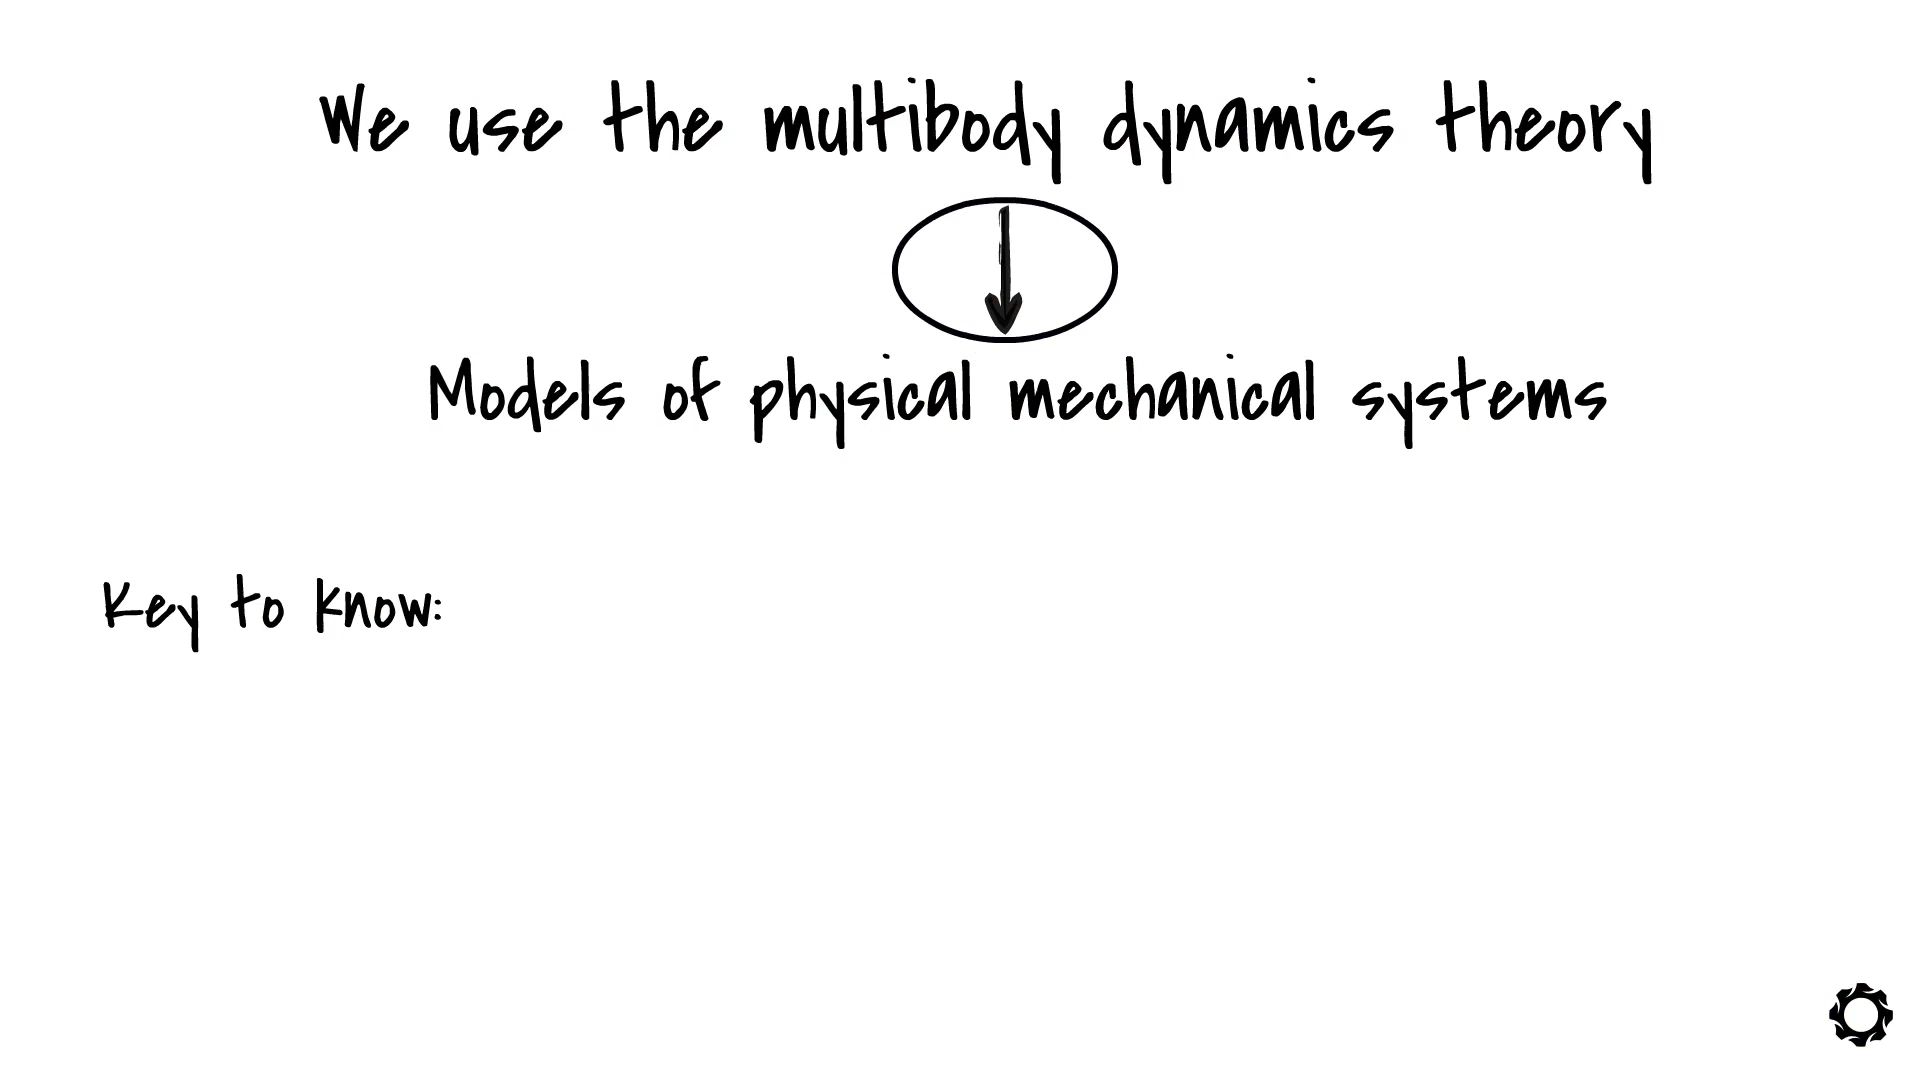 We use the multibody dynamics theory
Models of physical mechanical systems
Key to know: